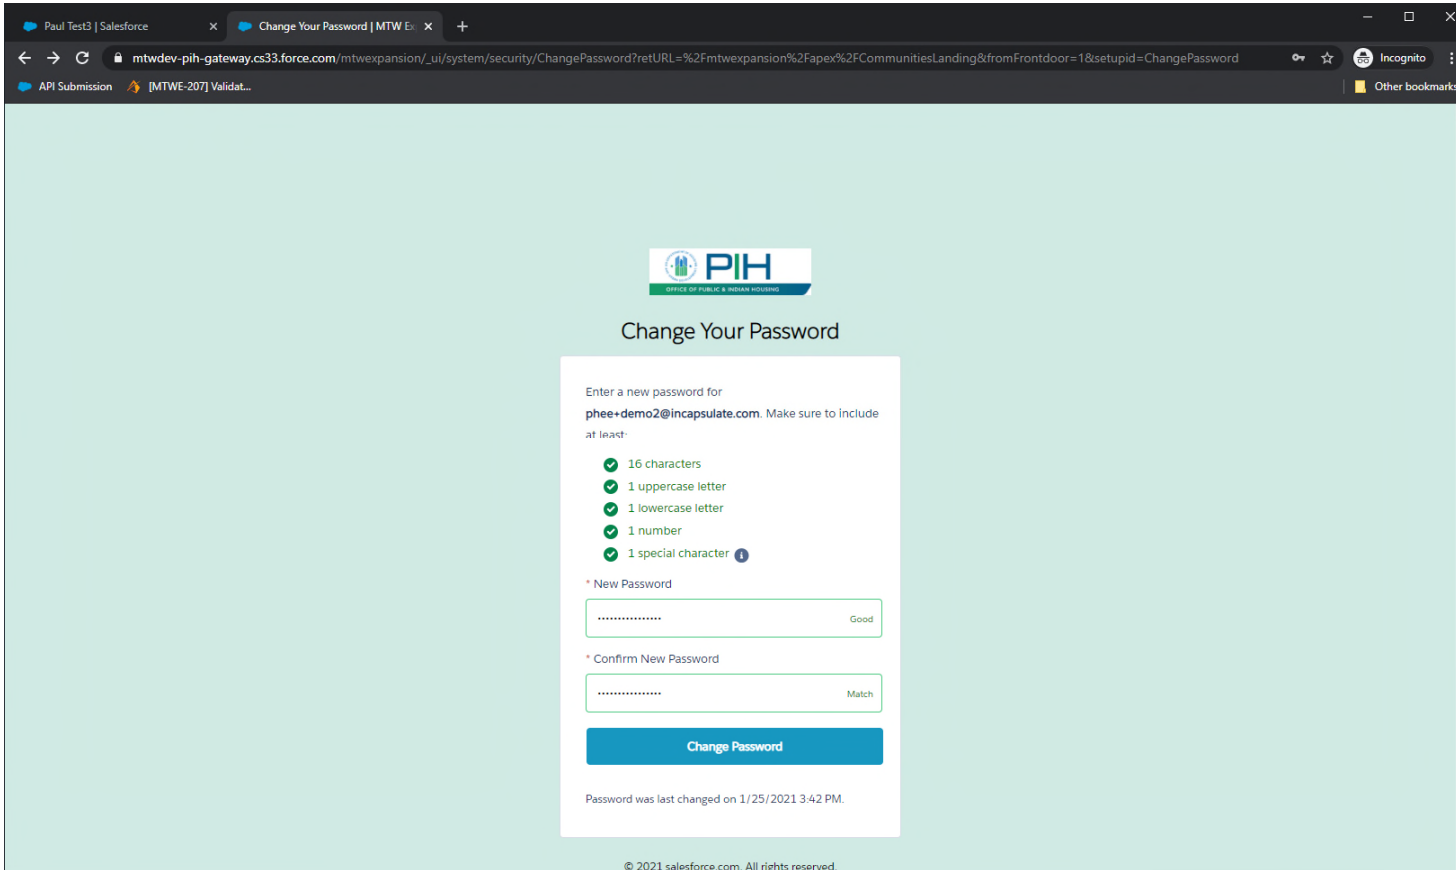 Paul Test3 | Salesforce
Change Your Password | MTW Ex
mtwdev-pih-gateway.cs33.force.com/mtwexpansion/_ui/system/security/ChangePassword?retURL=%2Fmtwexpansion%2Fapex%2FCommunitiesLanding&fromFrontdoor=1&setupid=ChangePassword
Incognito
API Submission
[MTWE-207] Validat...
Other bookmarks
PIH
OFFICE OF PUBLIC & INDIAN HOUSING
Change Your Password
Enter a new password for
phee+demo2@incapsulate.com. Make sure to include
at least:
16 characters
1 uppercase letter
1 lowercase letter
1 number
1 special character
* New Password
Good
* Confirm New Password
Match
Change Password
Password was last changed on 1/25/2021 3:42 PM.
© 2021 salesforce.com. All rights reserved.